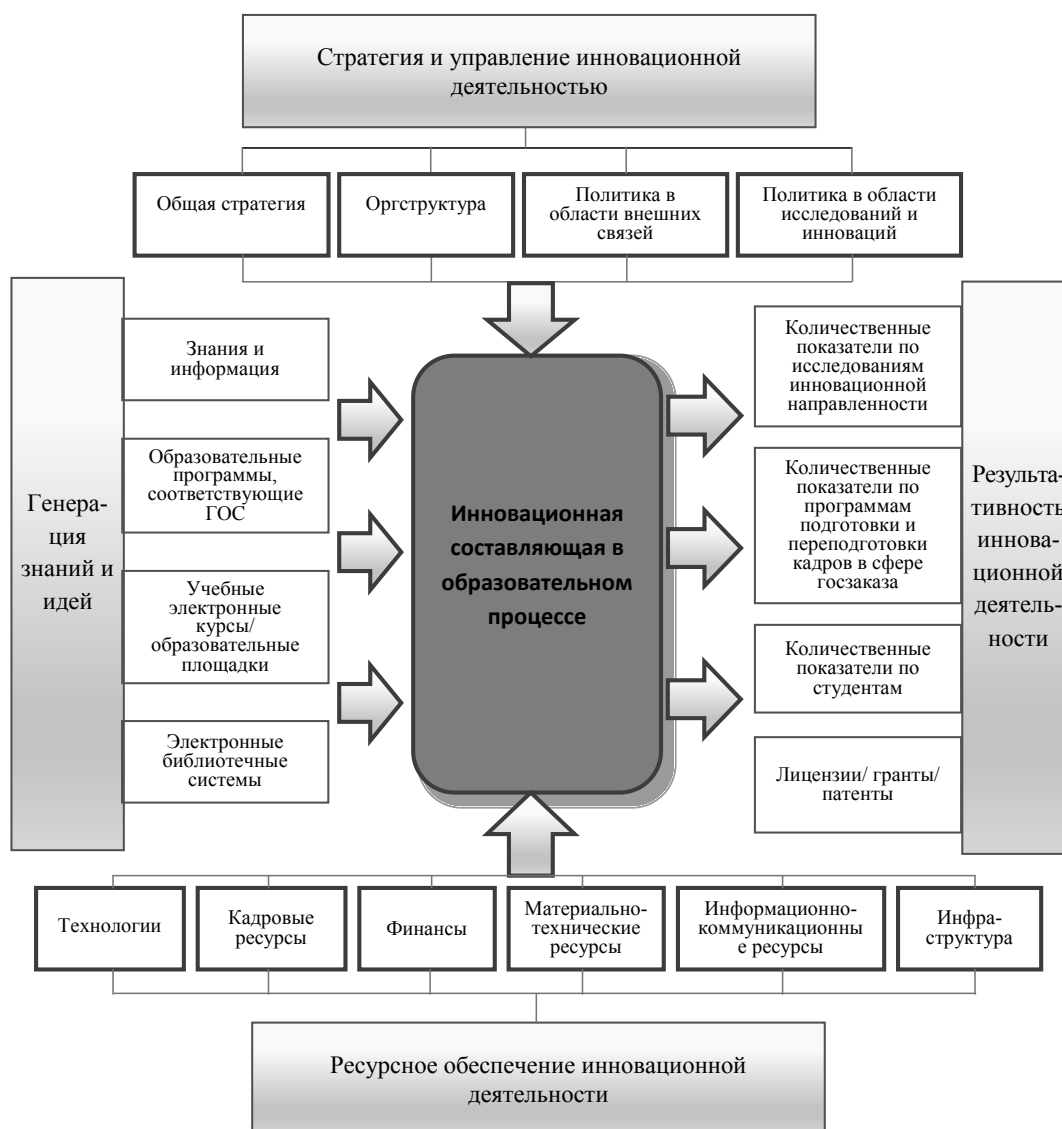 Стратегия и управление инновационной
деятельностью
Общая стратегия
Оргструктура
Политика в
области внешних
связей
Политика в области
исследований и
инноваций
Генера-
ция
знаний и
идей
Знания и
информация
Образовательные
программы,
соответствующие
ГОС
Учебные
электронные
курсы/
образовательные
площадки
Электронные
библиотечные
системы
Инновационная
составляющая в
образовательном
процессе
Количественные
показатели по
исследованиям
инновационной
направленности
Количественные
показатели по
программам
подготовки и
переподготовки
кадров в сфере
госзаказа
Количественные
показатели по
студентам
Лицензии/ гранты/
патенты
Результа-
тивность
иннова-
ционной
деятель-
ности
Технологии
Кадровые
ресурсы
Финансы
Материально-
технические
ресурсы
Информационно-
коммуникационны
е ресурсы
Инфра-
структура
Ресурсное обеспечение инновационной
деятельности